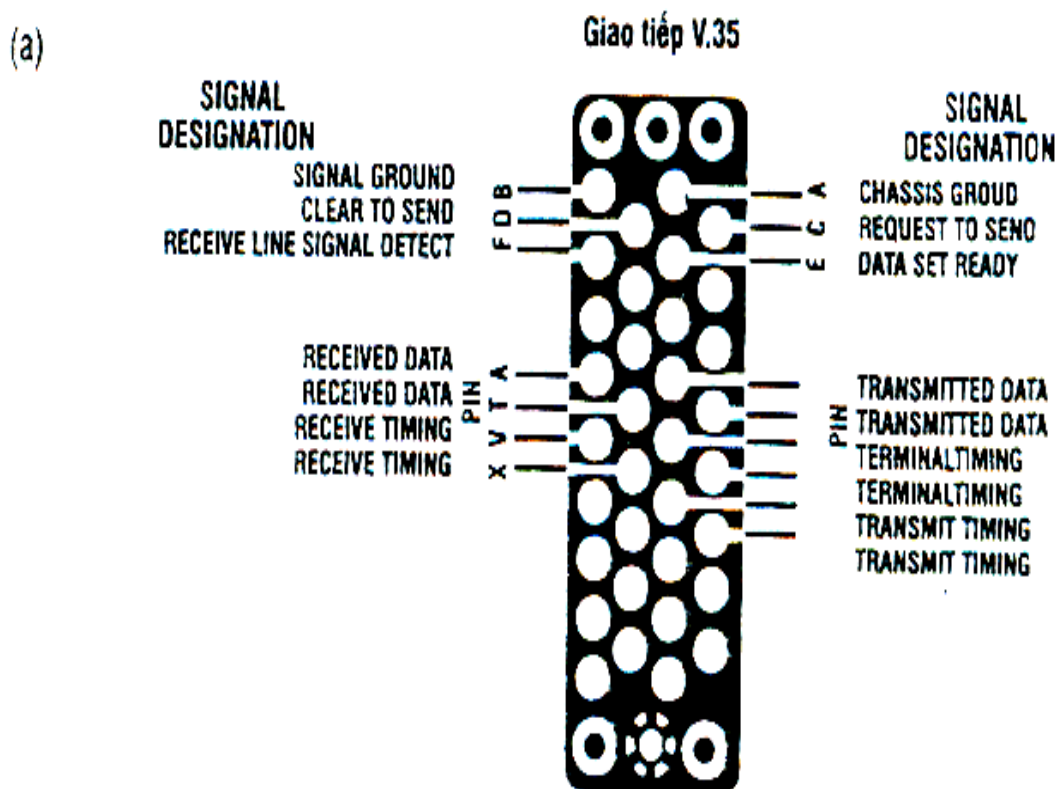 (a)
Giao tiếp V.35
SIGNAL
DESIGNATION
SIGNAL GROUND
CLEAR TO SEND
RECEIVE LINE SIGNAL DETECT
B
D
F
RECEIVED DATA
RECEIVED DATA
RECEIVE TIMING
RECEIVE TIMING
PIN
A
T
V
X
SIGNAL
DESIGNATION
A
C
E
CHASSIS GROUD
REQUEST TO SEND
DATA SET READY
PIN
TRANSMITTED DATA
TRANSMITTED DATA
TERMINALTIMING
TERMINALTIMING
TRANSMIT TIMING
TRANSMIT TIMING